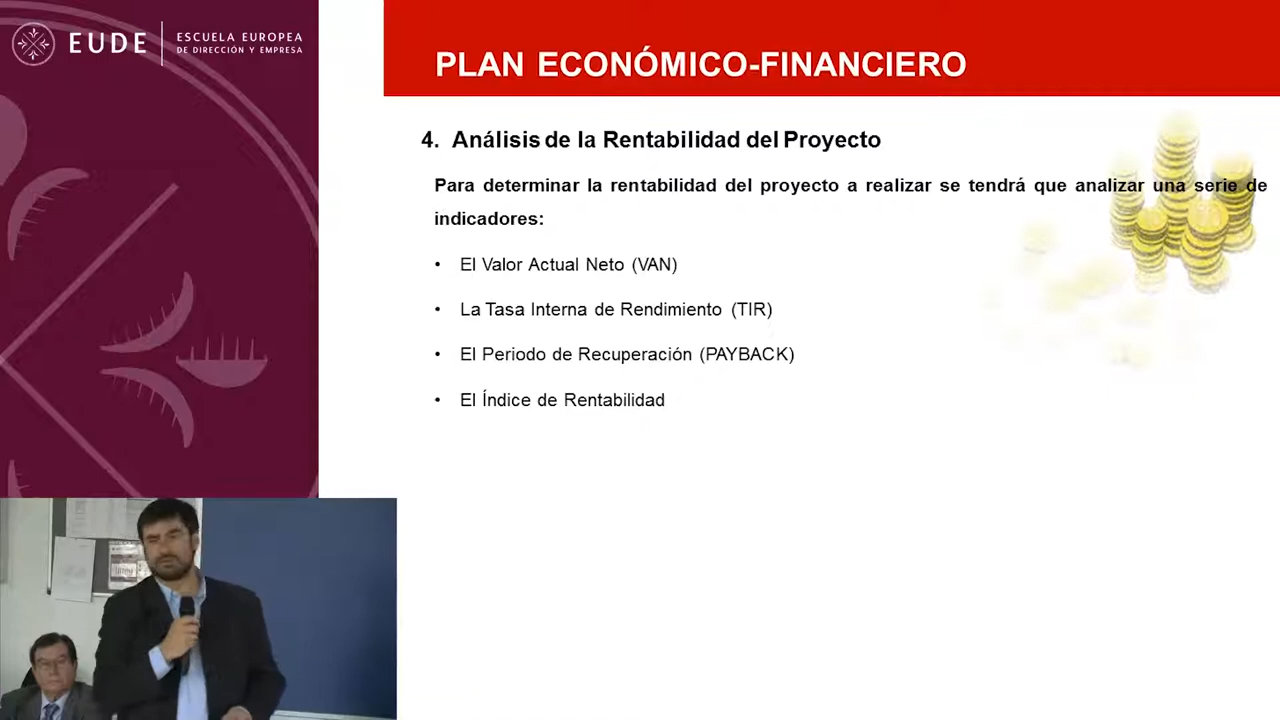 EUDE
ESCUELA EUROPEA
DE DIRECCIÓN Y EMPRESA
PLAN ECONÓMICO-FINANCIERO
4. Análisis de la Rentabilidad del Proyecto
Para determinar la rentabilidad del proyecto a realizar se tendrá que analizar una serie de
indicadores:
• El Valor Actual Neto (VAN)
• La Tasa Interna de Rendimiento (TIR)
• El Periodo de Recuperación (PAYBACK)
• El Índice de Rentabilidad